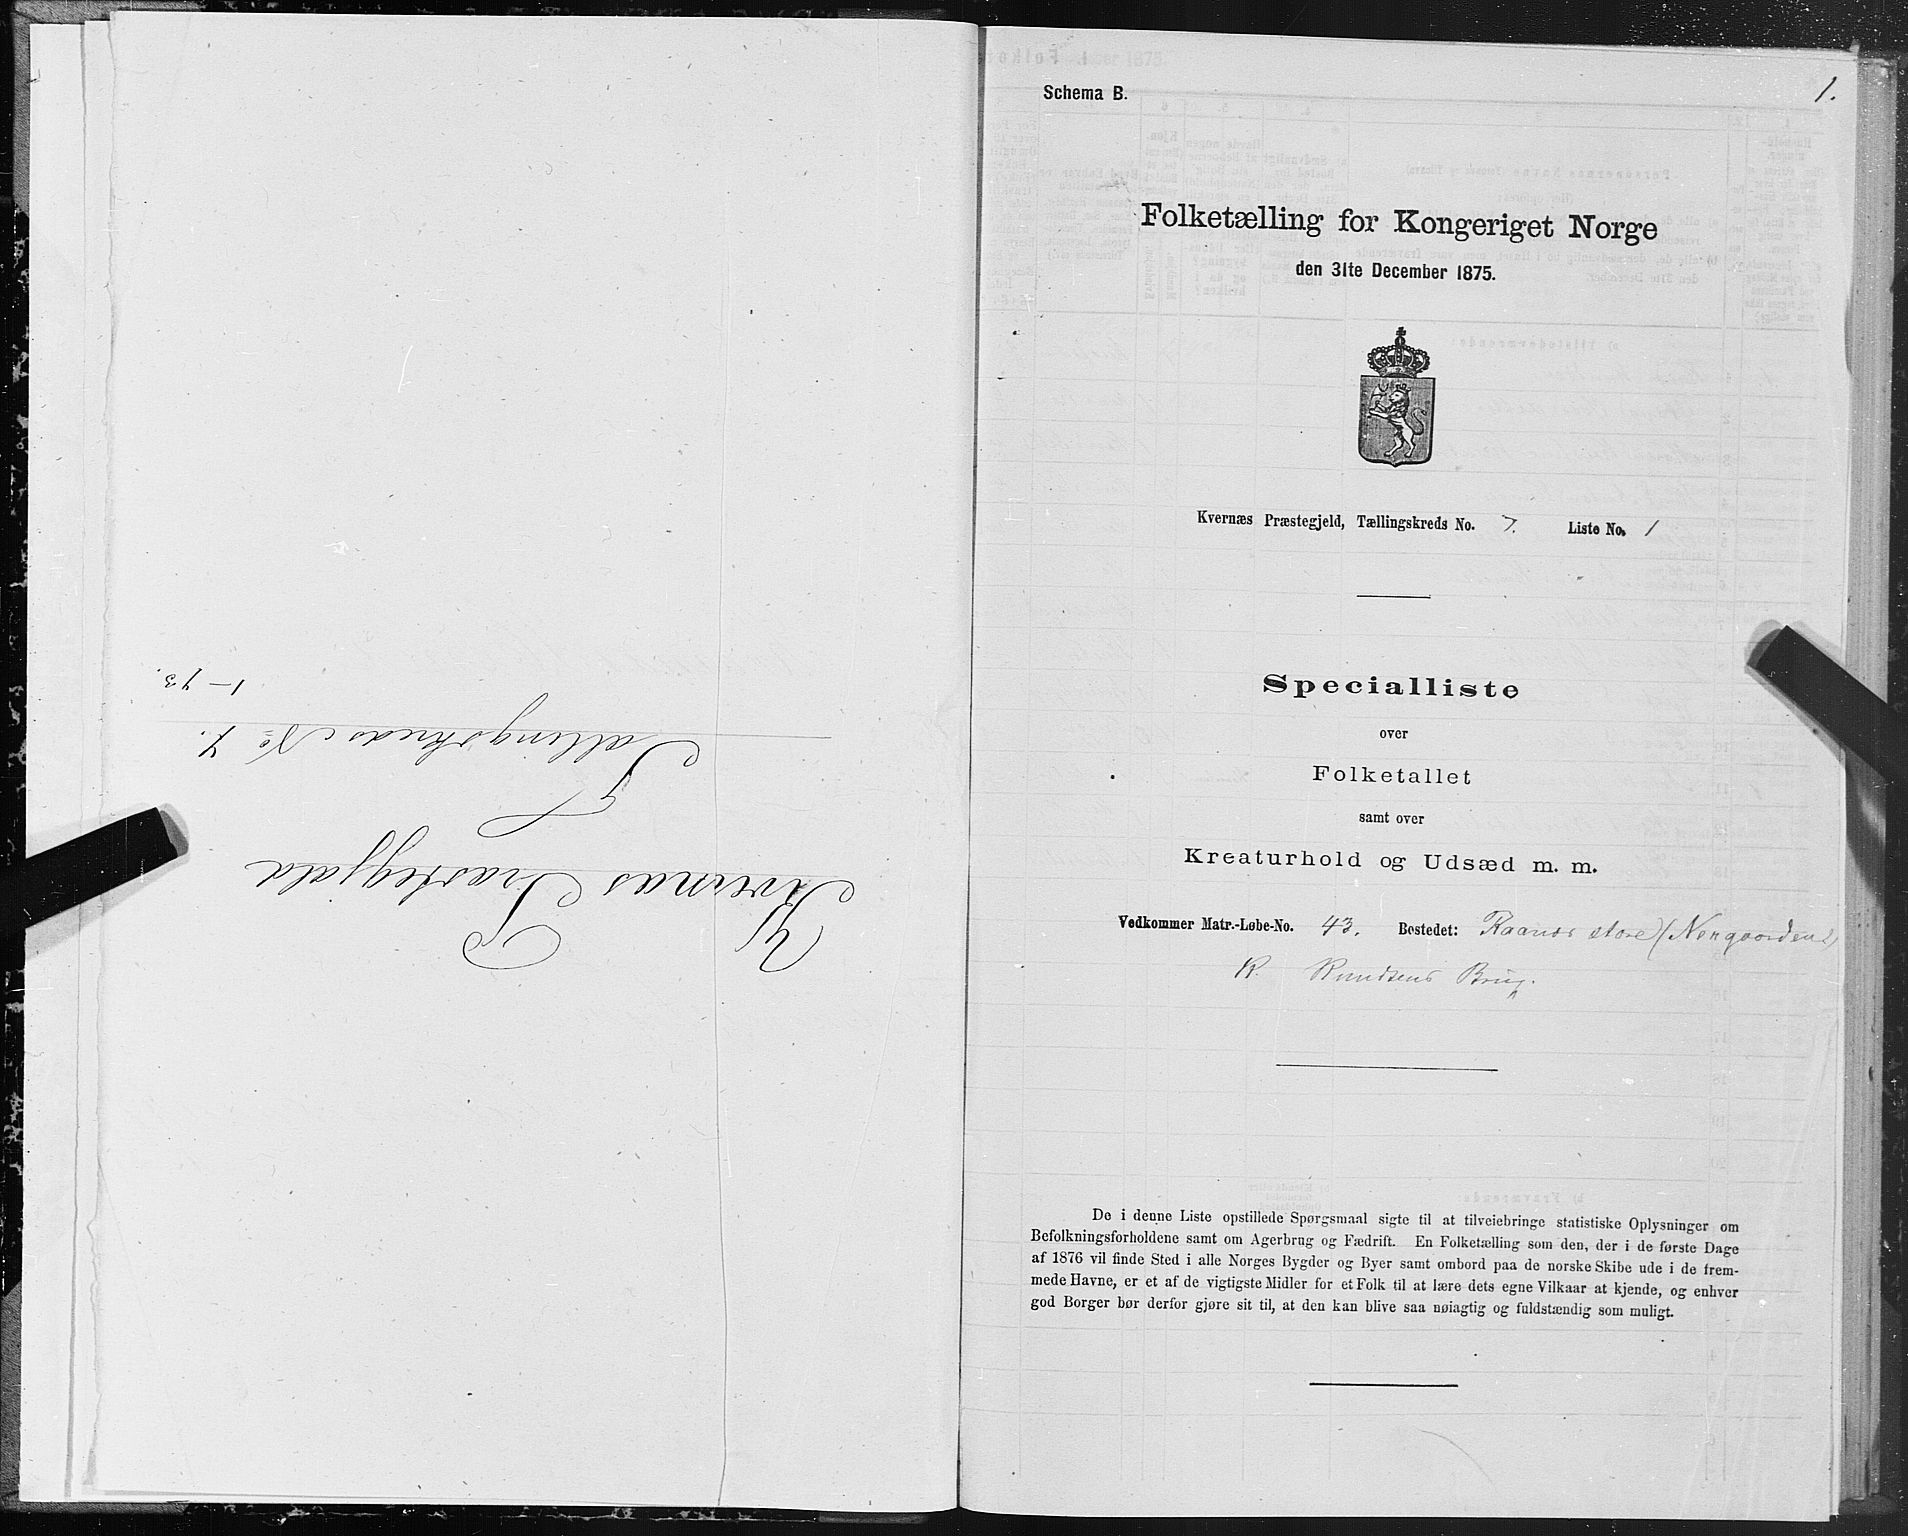 Kvernæs Præstegjæld
Tællingskreds No 7.
1—73.
1.
Schema B.
Folketælling for Kongeriget Norge
den 31te December 1875.
Kvernæs Præstegjeld, Tællingskreds No. 7. Liste No. 1
Specialliste
over
Folketallet
samt over
Kreaturhold og Udsæd m. m.
Vedkommer Matr.-Løbe-No. 43. Bostedet: Raanæs store (Nergaarden)
K. Knudsens Brug.
De i denne Liste opstillede Spørgsmaal sigte til at tilveiebringe statistiske Oplysninger om
Befolkningsforholdene samt om Agerbrug og Fædrift. En Folketælling som den, der i de første Dage
af 1876 vil finde Sted i alle Norges Bygder og Byer samt ombord paa de norske Skibe ude i de frem-
mede Havne, er et af de vigtigste Midler for et Folk til at lære dets egne Vilkaar at kjende, og enhver
god Borger bør derfor gjøre sit til, at den kan blive saa nøiagtig og fuldstændig som muligt.